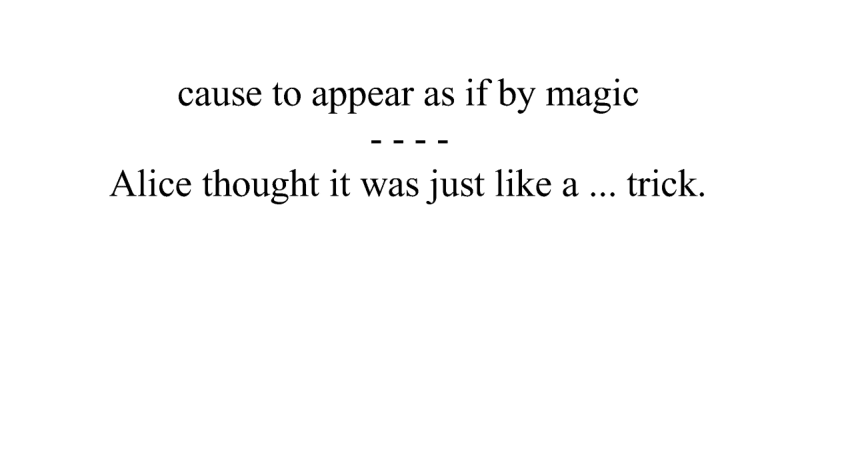 cause to appear as if by magic
- - - -
Alice thought it was just like a ... trick.